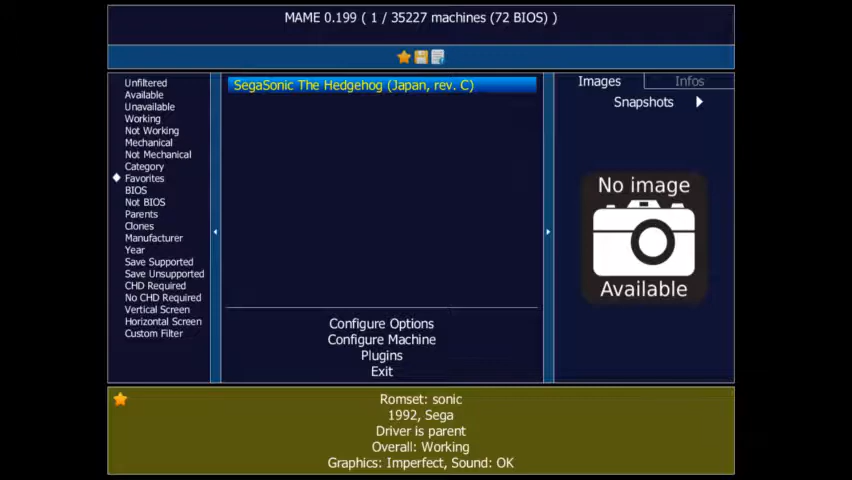 MAME 0.199 ( 1 / 35227 machines (72 BIOS) )
Unfiltered
Available
Unavailable
Working
Not Working
Mechanical
Not Mechanical
Category
Favorites
BIOS
Not BIOS
Parents
Clones
Manufacturer
Year
Save Supported
Save Unsupported
CHD Required
No CHD Required
Vertical Screen
Horizontal Screen
Custom Filter
SegaSonic The Hedgehog (Japan, rev. C)
Configure Options
Configure Machine
Plugins
Exit
Images
Infos
Snapshots
No image
Available
Romset: sonic
1992, Sega
Driver is parent
Overall: Working
Graphics: Imperfect, Sound: OK